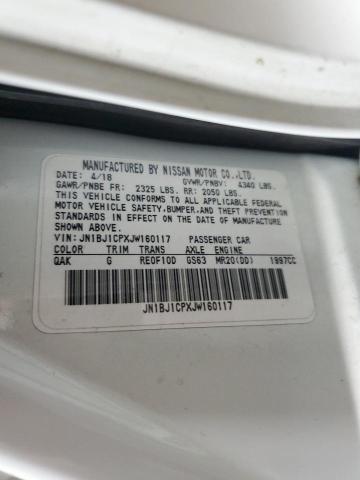 MANUFACTURED BY NISSAN MOTOR CO.,LTD.
DATE: 4/18 GVWR/PNBV: 4340 LBS.
GAWR/PNBE FR: 2325 LBS. RR: 2050 LBS.
THIS VEHICLE CONFORMS TO ALL APPLICABLE FEDERAL
MOTOR VEHICLE SAFETY,BUMPER,AND THEFT PREVENTION
STANDARDS IN EFFECT ON THE DATE OF MANUFACTURE
SHOWN ABOVE.
VIN: JN1BJ1CPXJW160117 PASSENGER CAR
COLOR TRIM TRANS AXLE ENGINE
QAK G RE0F10D GS63 MR20(DD) 1997CC
JN1BJ1CPXJW160117